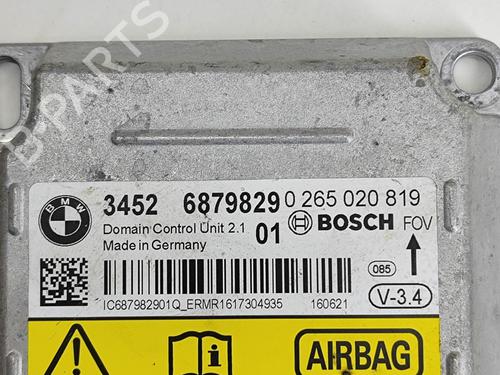 B-PARTS
BMW
3452 6879829 0 265 020 819
Domain Control Unit 2.1 01 BOSCH FOV
Made in Germany
085
IC687982901Q_ERMR1617304935 160621
V-3.4
i
AIRBAG